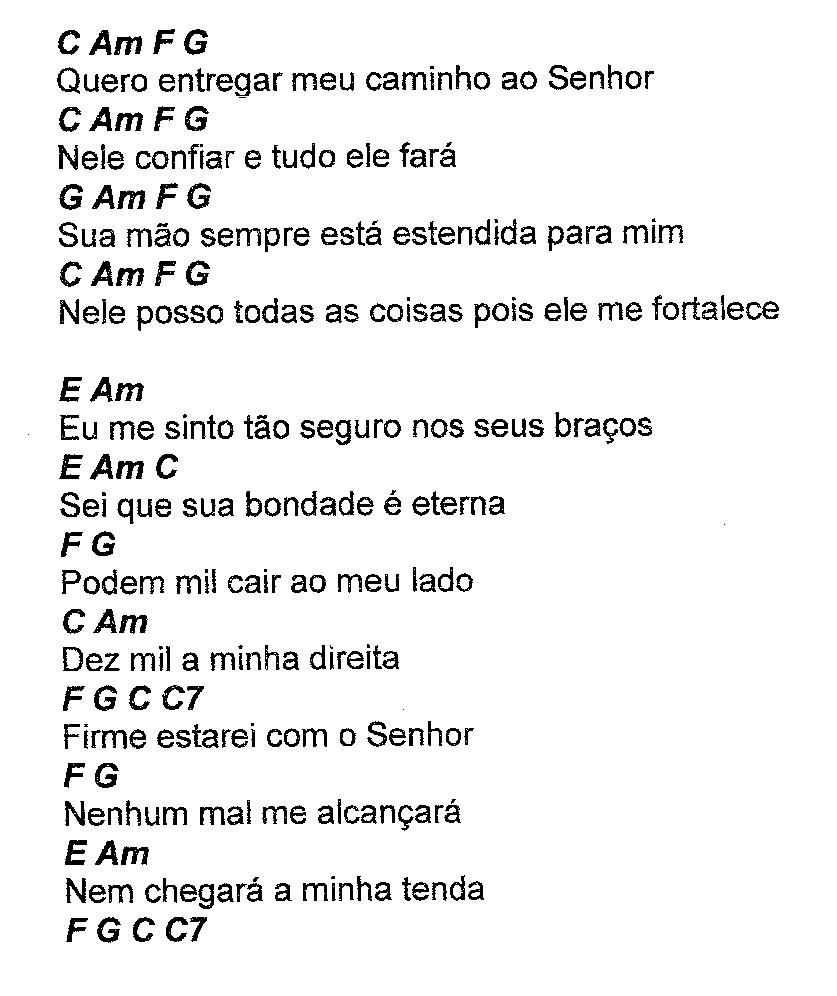 C Am F G
Quero entregar meu caminho ao Senhor
C Am F G
Nele confiar e tudo ele fará
G Am F G
Sua mão sempre está estendida para mim
C Am F G
Nele posso todas as coisas pois ele me fortalece
E Am
Eu me sinto tão seguro nos seus braços
E Am C
Sei que sua bondade é eterna
F G
Podem mil cair ao meu lado
C Am
Dez mil a minha direita
F G C C7
Firme estarei com o Senhor
F G
Nenhum mal me alcançará
E Am
Nem chegará a minha tenda
F G C C7